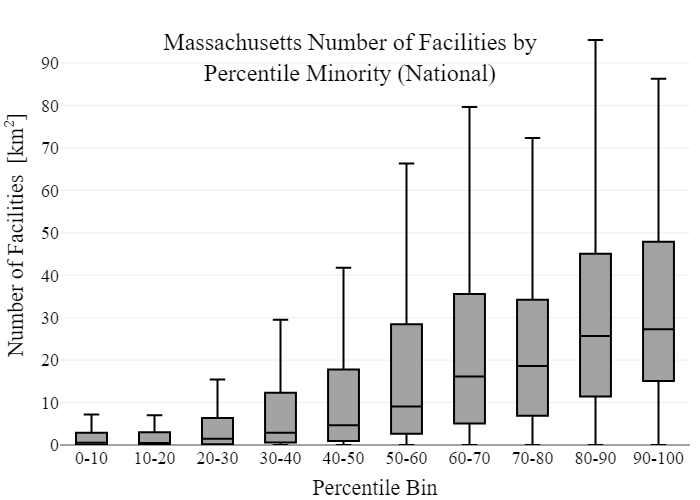 Massachusetts Number of Facilities by
Percentile Minority (National)
Number of Facilities [km²]
90
80
70
60
50
40
30
20
10
0
0-10 10-20 20-30 30-40 40-50 50-60 60-70 70-80 80-90 90-100
Percentile Bin